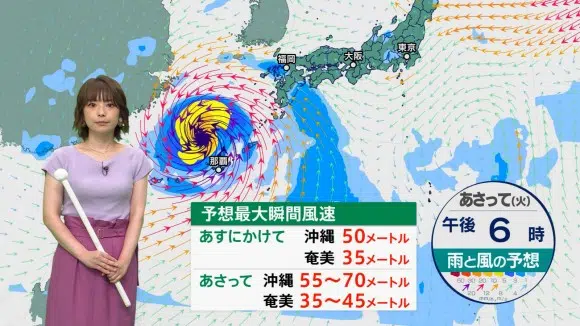 福岡
大阪
東京
那覇
あさって(火)
午後 6 時
雨と風の予想
予想最大瞬間風速
あすにかけて 沖縄 50メートル
奄美 35メートル
あさって 沖縄 55〜70メートル
奄美 35〜45メートル